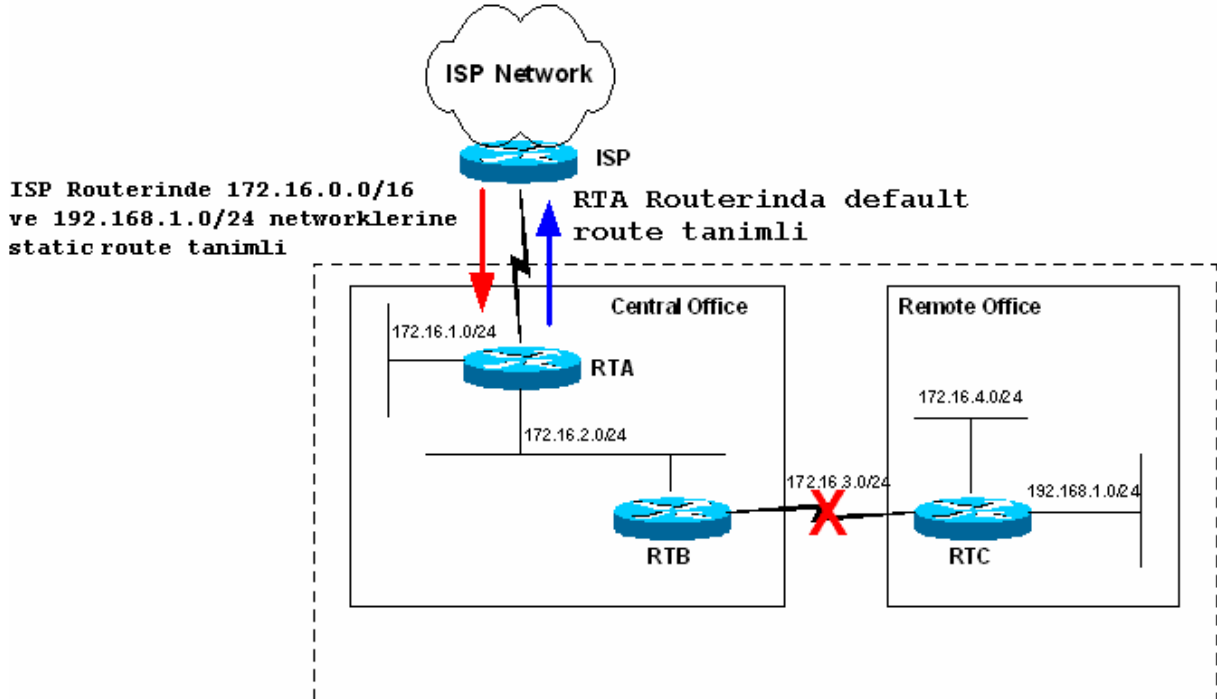 ISP Network
ISP
ISP Routerinde 172.16.0.0/16
ve 192.168.1.0/24 networklerine
static route tanimli
RTA Routerinda default
route tanimli
Central Office
Remote Office
172.16.1.0/24
RTA
172.16.4.0/24
172.16.2.0/24
172.16.3.0/24
192.168.1.0/24
RTB
RTC